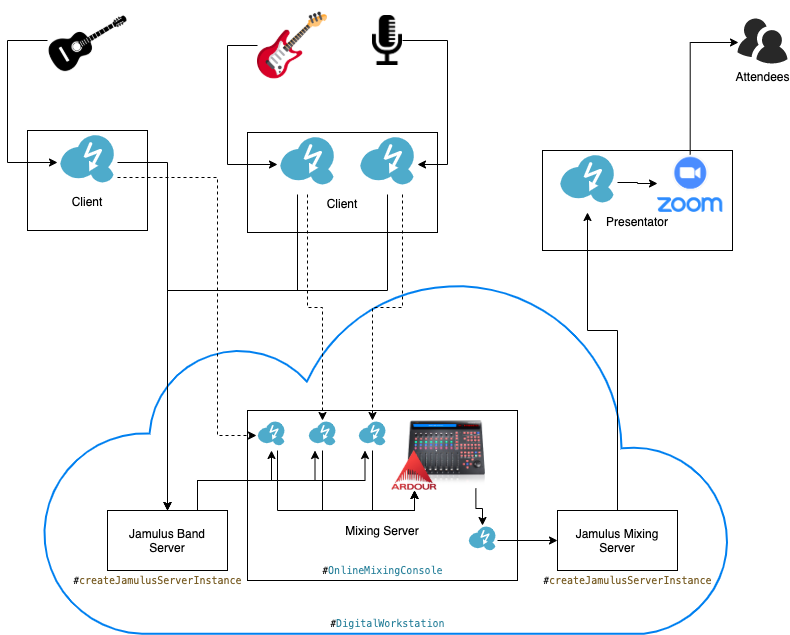 Attendees
Client
Client
zoom
Presentator
ARDOUR
Mixing Server
Jamulus Band
Server
Jamulus Mixing
Server
#createJamulusServerInstance
#OnlineMixingConsole
#createJamulusServerInstance
#DigitalWorkstation